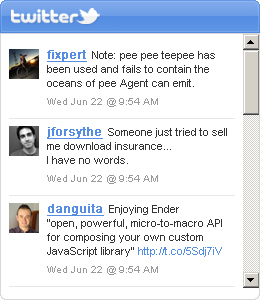 twitter
fixpert Note: pee pee teepee has
been used and fails to contain the
oceans of pee Agent can emit.
Wed Jun 22 @ 9:54 AM
jforsythe Someone just tried to sell
me download insurance...
I have no words.
Wed Jun 22 @ 9:54 AM
danguita Enjoying Ender
"open, powerful, micro-to-macro API
for composing your own custom
JavaScript library" http://t.co/5Sdj7iV
Wed Jun 22 @ 9:54 AM